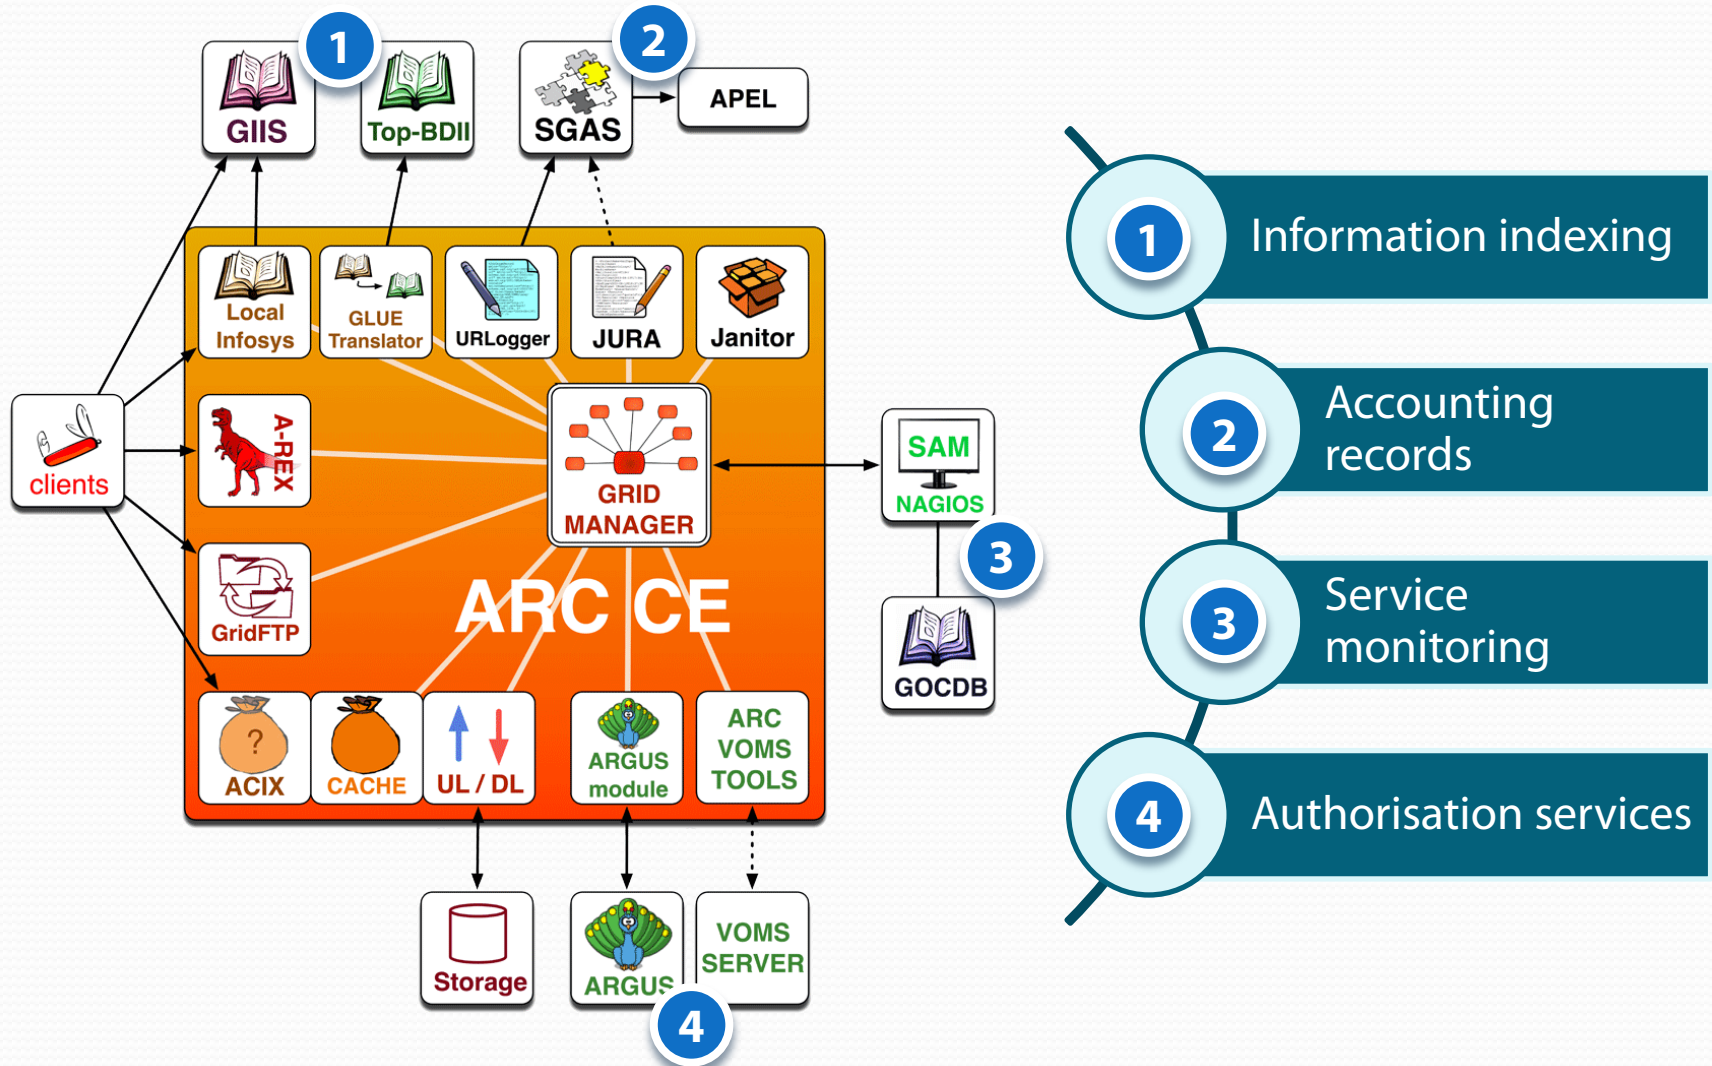 1
2
GIIS
Top-BDII
SGAS
APEL
Local
Infosys
GLUE
Translator
URLogger
JURA
Janitor
clients
A-REX
GRID
MANAGER
SAM
NAGIOS
3
GridFTP
ARC CE
GOCDB
?
ACIX
CACHE
UL / DL
ARGUS
module
ARC
VOMS
TOOLS
Storage
ARGUS
VOMS
SERVER
4
1
Information indexing
2
Accounting
records
3
Service
monitoring
4
Authorisation services